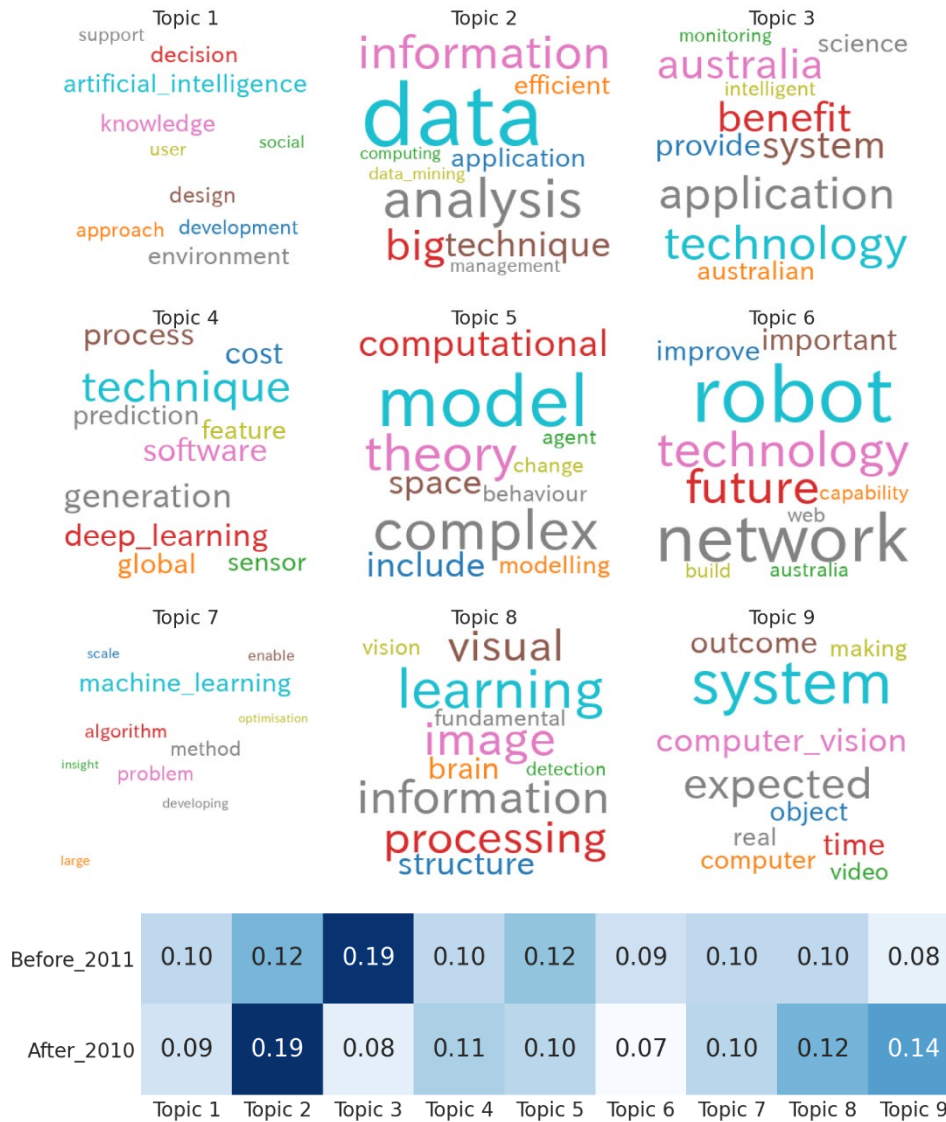 Topic 1
support
decision
artificial_intelligence
knowledge
user
social
design
approach development
environment
Topic 2
information
efficient
data
computing application
data_mining
analysis
big technique
management
Topic 3
monitoring science
australia
intelligent
benefit
provide system
application
technology
australian
Topic 4
process
cost
technique
prediction
feature
software
generation
deep_learning
global sensor
Topic 5
computational
model
agent
theory
change
space behaviour
complex
include modelling
Topic 6
improve important
robot
technology
future capability
web
network
build australia
Topic 7
scale enable
machine_learning
optimisation
algorithm
method
insight
problem
developing
large
Topic 8
vision visual
learning
fundamental
image
brain detection
information
processing
structure
Topic 9
outcome making
system
computer_vision
expected
object
real time
computer
video
Before_2011 0.10 0.12 0.19 0.10 0.12 0.09 0.10 0.10 0.08
After_2010 0.09 0.19 0.08 0.11 0.10 0.07 0.10 0.12 0.14
Topic 1 Topic 2 Topic 3 Topic 4 Topic 5 Topic 6 Topic 7 Topic 8 Topic 9